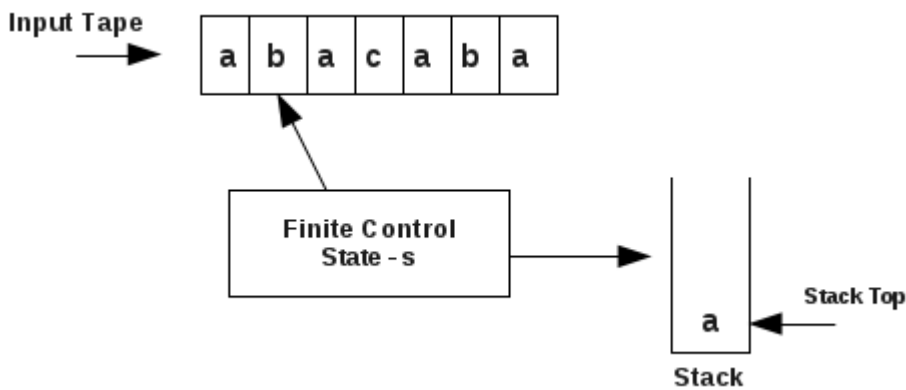 Input Tape
a b a c a b a
Finite Control
State - s
Stack Top
a
Stack